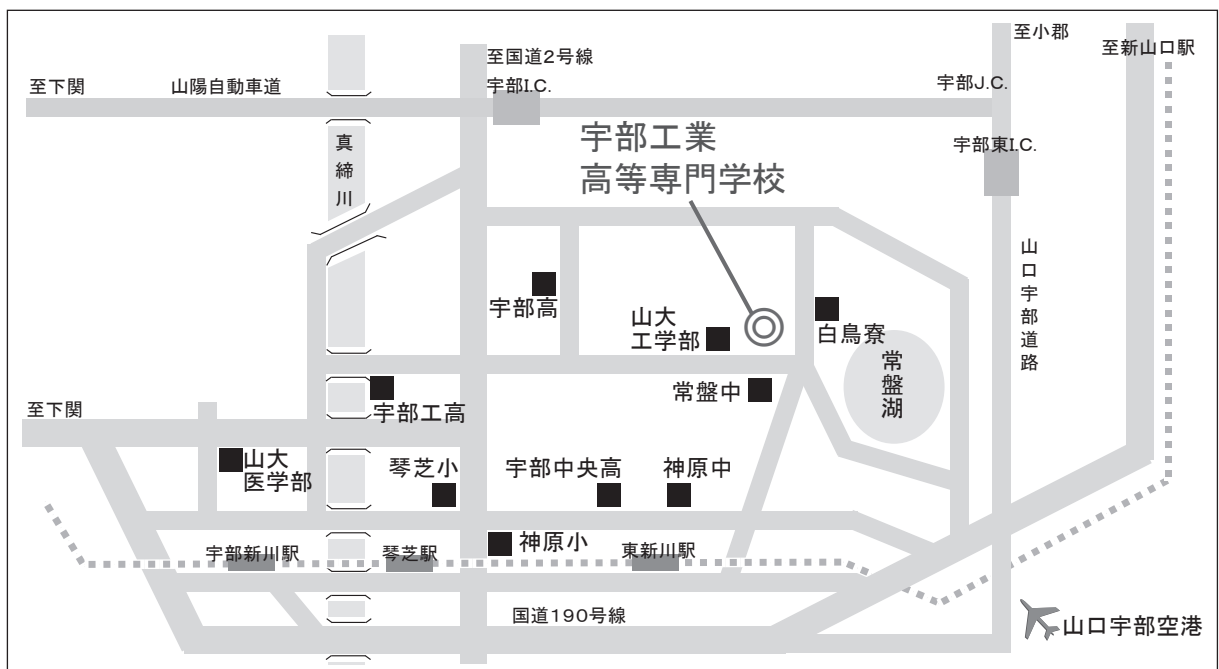 至小郡
至新山口駅
至国道2号線
至下関
山陽自動車道
宇部I.C.
宇部J.C.
宇部東I.C.
真締川
宇部工業
高等専門学校
山口宇部道路
宇部高
山大
工学部
白鳥寮
常盤湖
常盤中
宇部工高
至下関
山大
医学部
琴芝小
宇部中央高
神原中
神原小
宇部新川駅
琴芝駅
東新川駅
国道190号線
山口宇部空港